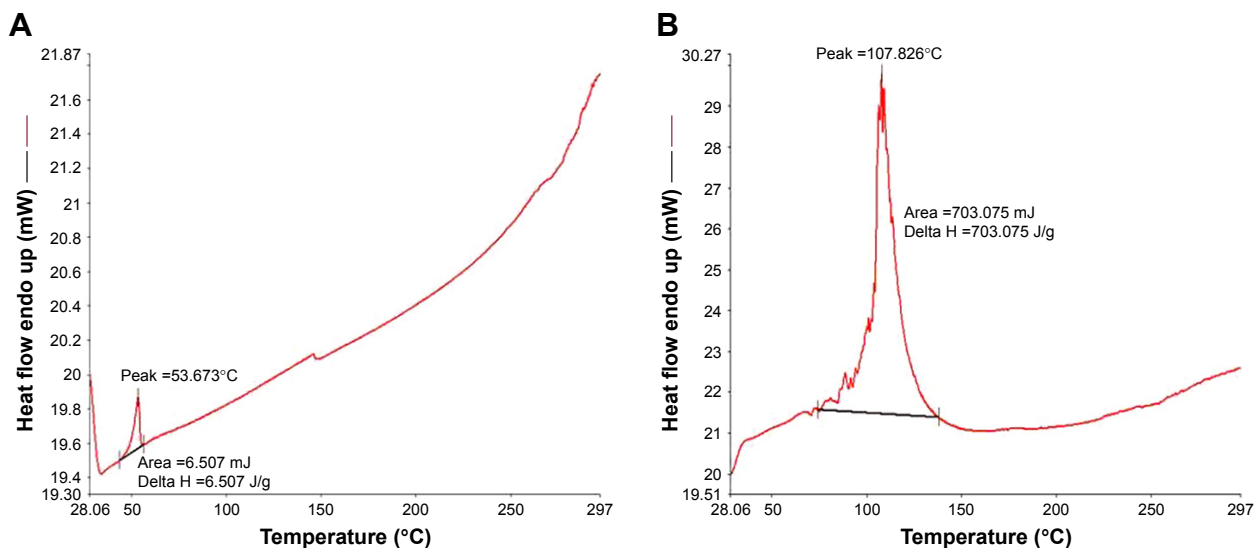 A
21.87
21.6
21.4
21.2
21
20.8
20.6
20.4
20.2
20
19.8
19.6
19.4
19.30
Heat flow endo up (mW)
Peak =53.673°C
Area =6.507 mJ
Delta H =6.507 J/g
28.06 50 100 150 200 250 297
Temperature (°C)
B
30.27
29
28
27
26
25
24
23
22
21
20
19.51
Heat flow endo up (mW)
Peak =107.826°C
Area =703.075 mJ
Delta H =703.075 J/g
28.06 50 100 150 200 250 297
Temperature (°C)